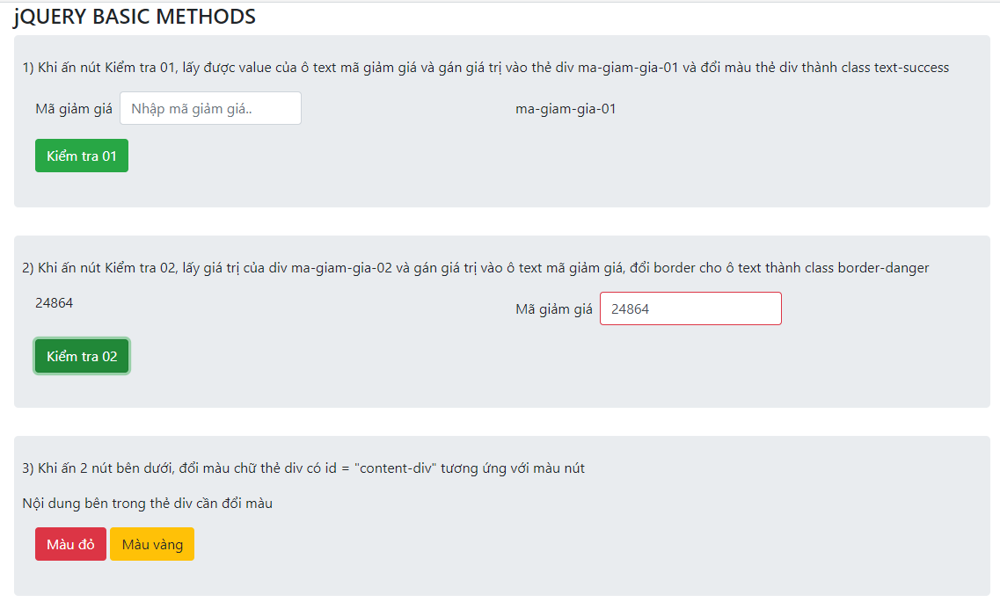 jQUERY BASIC METHODS
1) Khi ấn nút Kiểm tra 01, lấy được value của ô text mã giảm giá và gán giá trị vào thẻ div ma-giam-gia-01 và đổi màu thẻ div thành class text-success
Mã giảm giá Nhập mã giảm giá.. ma-giam-gia-01
Kiểm tra 01
2) Khi ấn nút Kiểm tra 02, lấy giá trị của div ma-giam-gia-02 và gán giá trị vào ô text mã giảm giá, đổi border cho ô text thành class border-danger
24864 Mã giảm giá 24864
Kiểm tra 02
3) Khi ấn 2 nút bên dưới, đổi màu chữ thẻ div có id = "content-div" tương ứng với màu nút
Nội dung bên trong thẻ div cần đổi màu
Màu đỏ Màu vàng